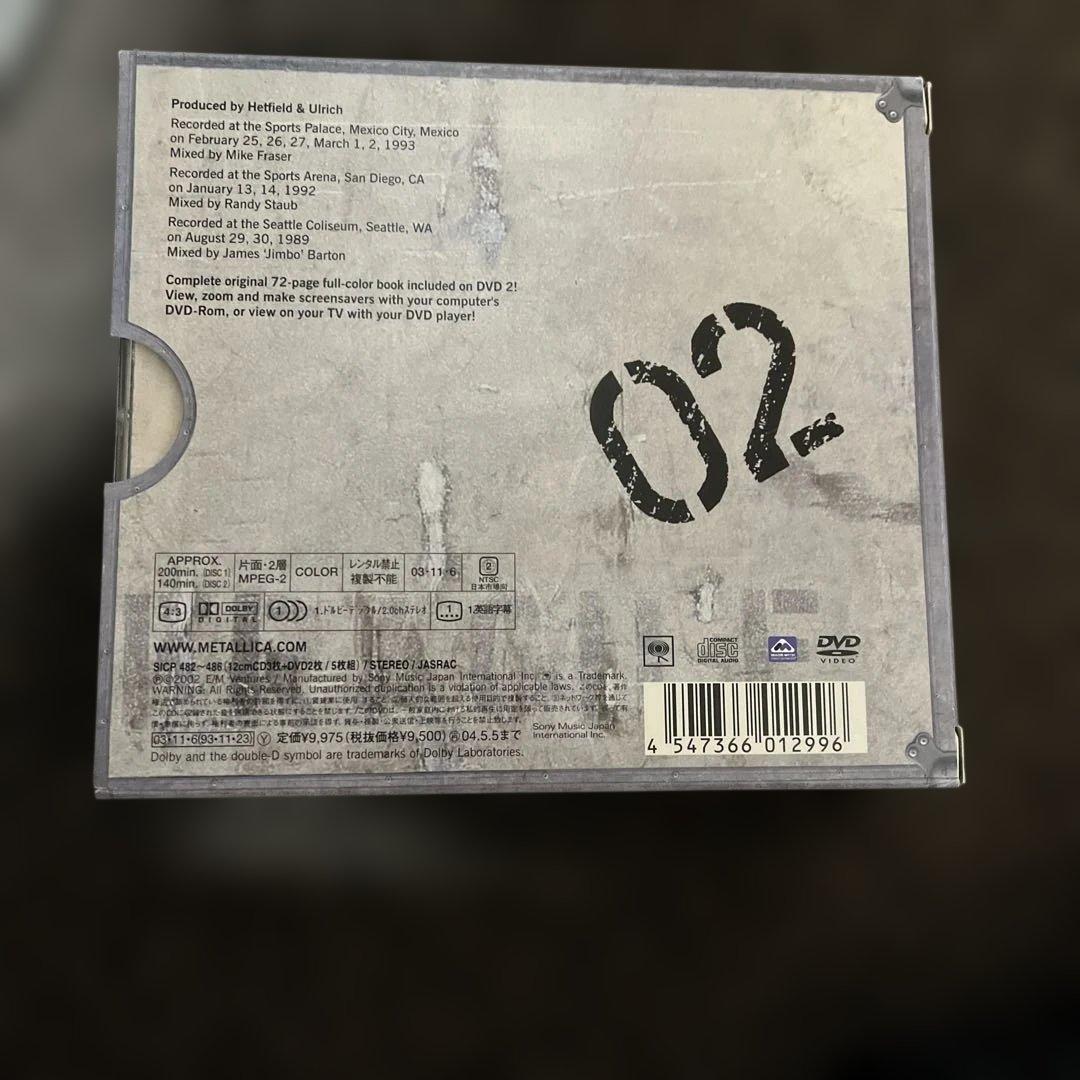 Produced by Hetfield & Ulrich
Recorded at the Sports Palace, Mexico City, Mexico
on February 25, 26, 27, March 1, 2, 1993
Mixed by Mike Fraser
Recorded at the Sports Arena, San Diego, CA
on January 13, 14, 1992
Mixed by Randy Staub
Recorded at the Seattle Coliseum, Seattle, WA
on August 29, 30, 1989
Mixed by James 'Jimbo' Barton
Complete original 72-page full-color book included on DVD 2!
View, zoom and make screensavers with your computer's
DVD-Rom, or view on your TV with your DVD player!
02
APPROX.
200min. (DISC 1)
140min. (DISC 2)
片面・2層
MPEG-2
COLOR
レンタル禁止
複製不能
03・11・6
2
NTSC
日本市場向
4:3
DOLBY
DIGITAL
1
1.ドルビーデジタル/2.0chステレオ
1
1.英語字幕
WWW.METALLICA.COM
SICP 482～486 (12cmCD3枚+DVD2枚 / 5枚組) / STEREO / JASRAC
Ⓟ©2002 E/M Ventures / Manufactured by Sony Music Japan International Inc. / is a Trademark.
WARNING: All Rights Reserved. Unauthorized duplication is a violation of applicable laws.
03・11・6(93・11・23) Ⓨ 定価¥9,975(税抜価格¥9,500) 04.5.5まで
Dolby and the double-D symbol are trademarks of Dolby Laboratories.
Sony Music Japan
International Inc.
COMPACT
disc
DIGITAL AUDIO
DVD
VIDEO
4 547366 012996